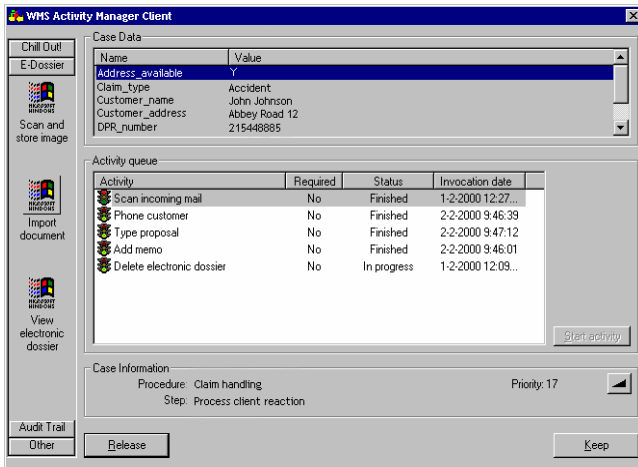 WMS Activity Manager Client
Chill Out!
E-Dossier
Scan and
store image
Import
document
View
electronic
dossier
Audit Trail
Other
Case Data
Name Value
Address_available Y
Claim_type Accident
Customer_name John Johnson
Customer_address Abbey Road 12
DPR_number 215448885
Activity queue
Activity Required Status Invocation date
Scan incoming mail No Finished 1-2-2000 12:27...
Phone customer No Finished 2-2-2000 9:46:39
Type proposal No Finished 2-2-2000 9:47:12
Add memo No Finished 2-2-2000 9:46:01
Delete electronic dossier No In progress 1-2-2000 12:09...
Start activity
Case Information
Procedure: Claim handling Priority: 17
Step: Process client reaction
Release Keep